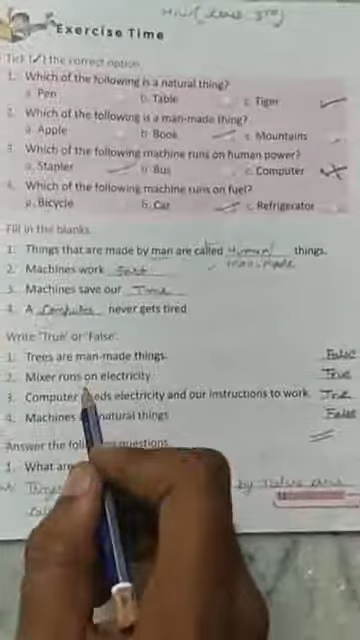 Exercise Time
Tick (✓) the correct option.
1. Which of the following is a natural thing?
a. Pen b. Table c. Tiger ✓
2. Which of the following is a man-made thing?
a. Apple b. Book ✓ c. Mountains
3. Which of the following machine runs on human power?
a. Stapler ✓ b. Bus c. Computer
4. Which of the following machine runs on fuel?
a. Bicycle b. Car ✓ c. Refrigerator
Fill in the blanks.
1. Things that are made by man are called Human things.
man-made
2. Machines work fast
3. Machines save our Time
4. A Computer never gets tired
Write 'True' or 'False'.
1. Trees are man-made things. False
2. Mixer runs on electricity. True
3. Computer needs electricity and our instructions to work. True
4. Machines natural things False
Answer the questions.
1. What are
Things by nature are